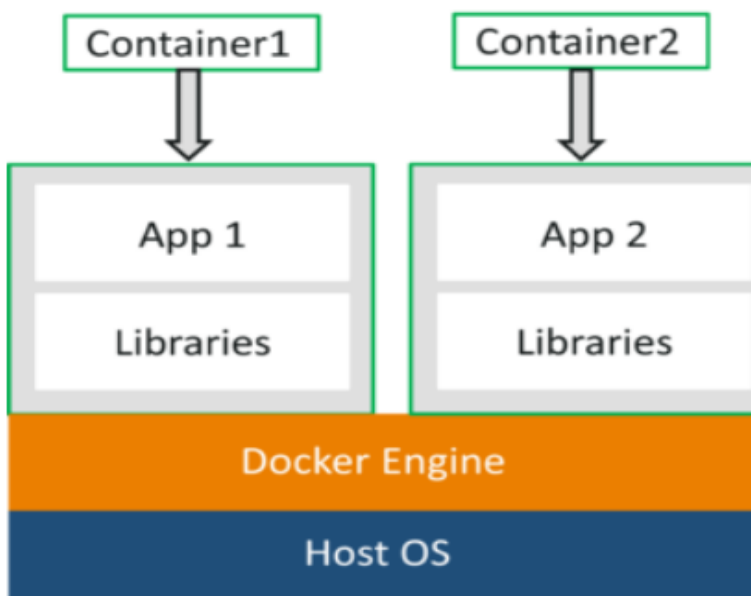 Container1
Container2
App 1
App 2
Libraries
Libraries
Docker Engine
Host OS